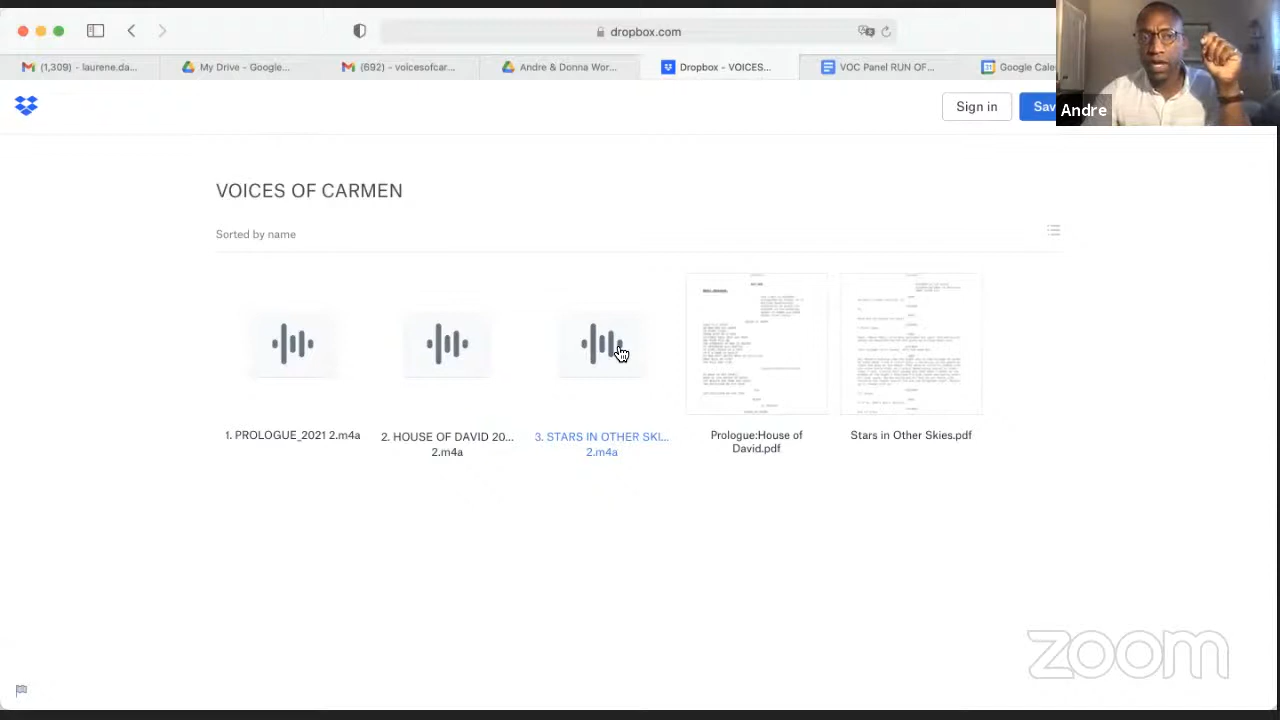 dropbox.com
(1,309) - laurene.da...
My Drive - Google...
(692) - voicesofcar...
Andre & Donna Wor...
Dropbox - VOICES...
VOC Panel RUN OF...
Google Cale
Sign in
Sav
Andre
VOICES OF CARMEN
Sorted by name
1. PROLOGUE_2021 2.m4a
2. HOUSE OF DAVID 20...
2.m4a
3. STARS IN OTHER SKI...
2.m4a
Prologue:House of
David.pdf
Stars in Other Skies.pdf
zoom